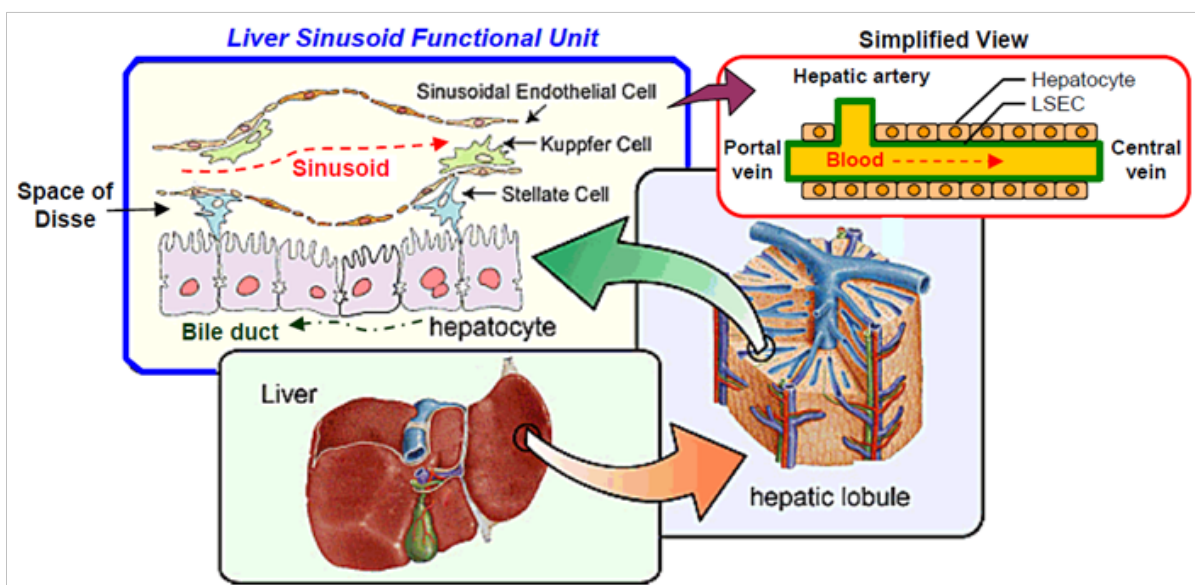 Liver Sinusoid Functional Unit
Sinusoidal Endothelial Cell
Kuppfer Cell
Sinusoid
Stellate Cell
Space of
Disse
Bile duct
hepatocyte
Simplified View
Hepatic artery
Hepatocyte
LSEC
Portal
vein
Blood
Central
vein
Liver
hepatic lobule